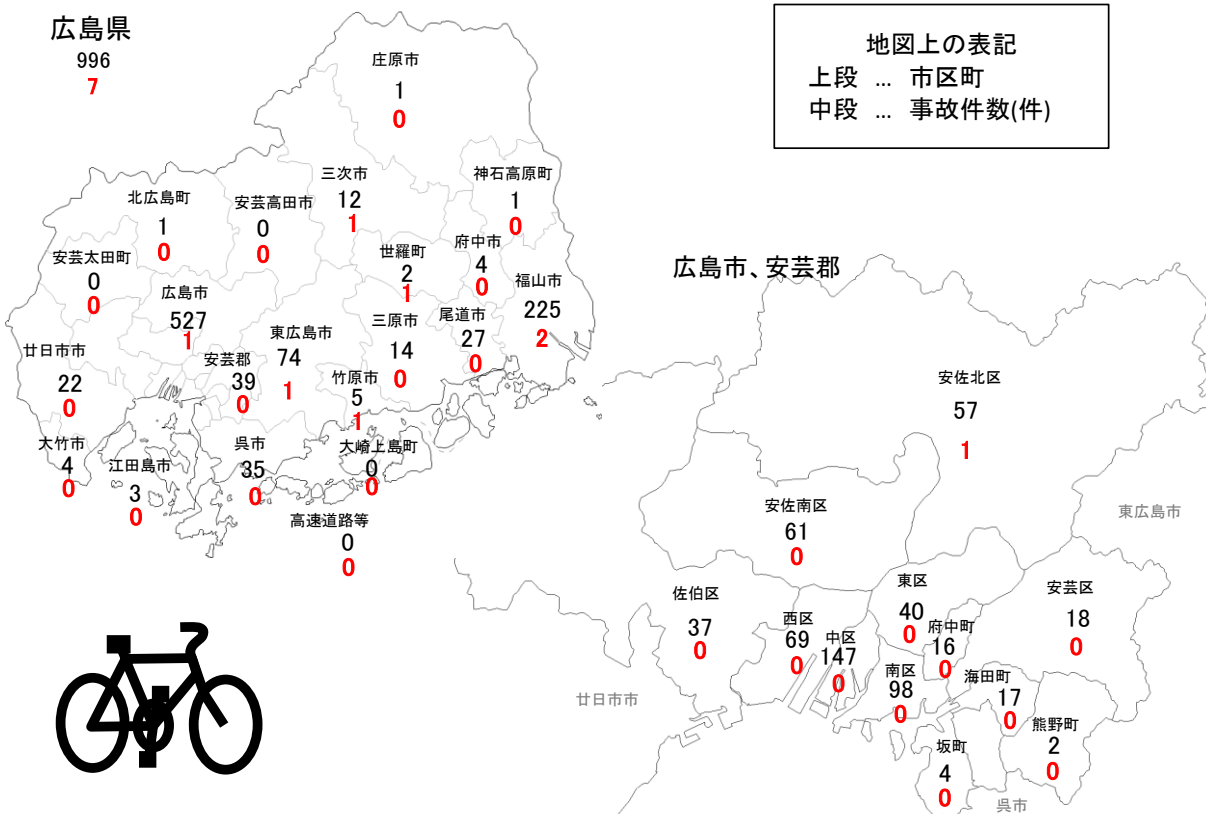 広島県
996
7
地図上の表記
上段 … 市区町
中段 … 事故件数(件)
庄原市
1
0
三次市
12
1
神石高原町
1
0
北広島町
1
0
安芸高田市
0
0
安芸太田町
0
0
世羅町
2
1
府中市
4
0
福山市
225
2
広島市
527
1
東広島市
74
1
三原市
14
0
尾道市
27
0
廿日市市
22
0
安芸郡
39
0
竹原市
5
1
大竹市
4
0
江田島市
3
0
呉市
35
0
大崎上島町
0
0
高速道路等
0
0
広島市、安芸郡
安佐北区
57
1
安佐南区
61
0
東広島市
佐伯区
37
0
西区
69
0
中区
147
0
東区
40
0
府中町
16
0
安芸区
18
0
南区
98
0
海田町
17
0
熊野町
2
0
坂町
4
0
廿日市市
呉市